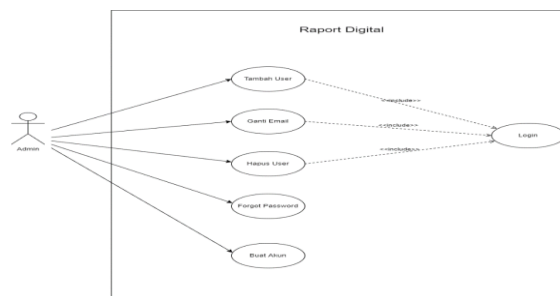 Raport Digital
Tambah User
<<include>>
Ganti Email
<<include>>
Login
Admin
<<include>>
Hapus User
Forgot Password
Buat Akun